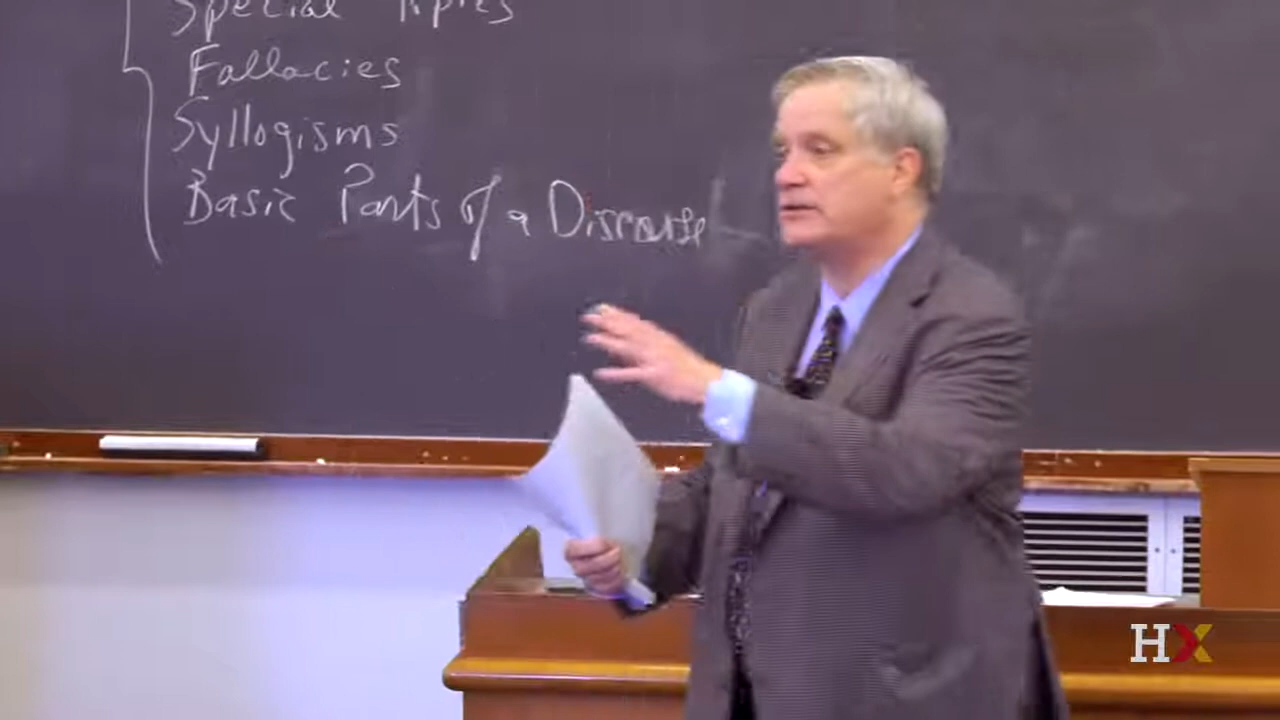 Special Topics
Fallacies
Syllogisms
Basic Parts of a Discourse
HX